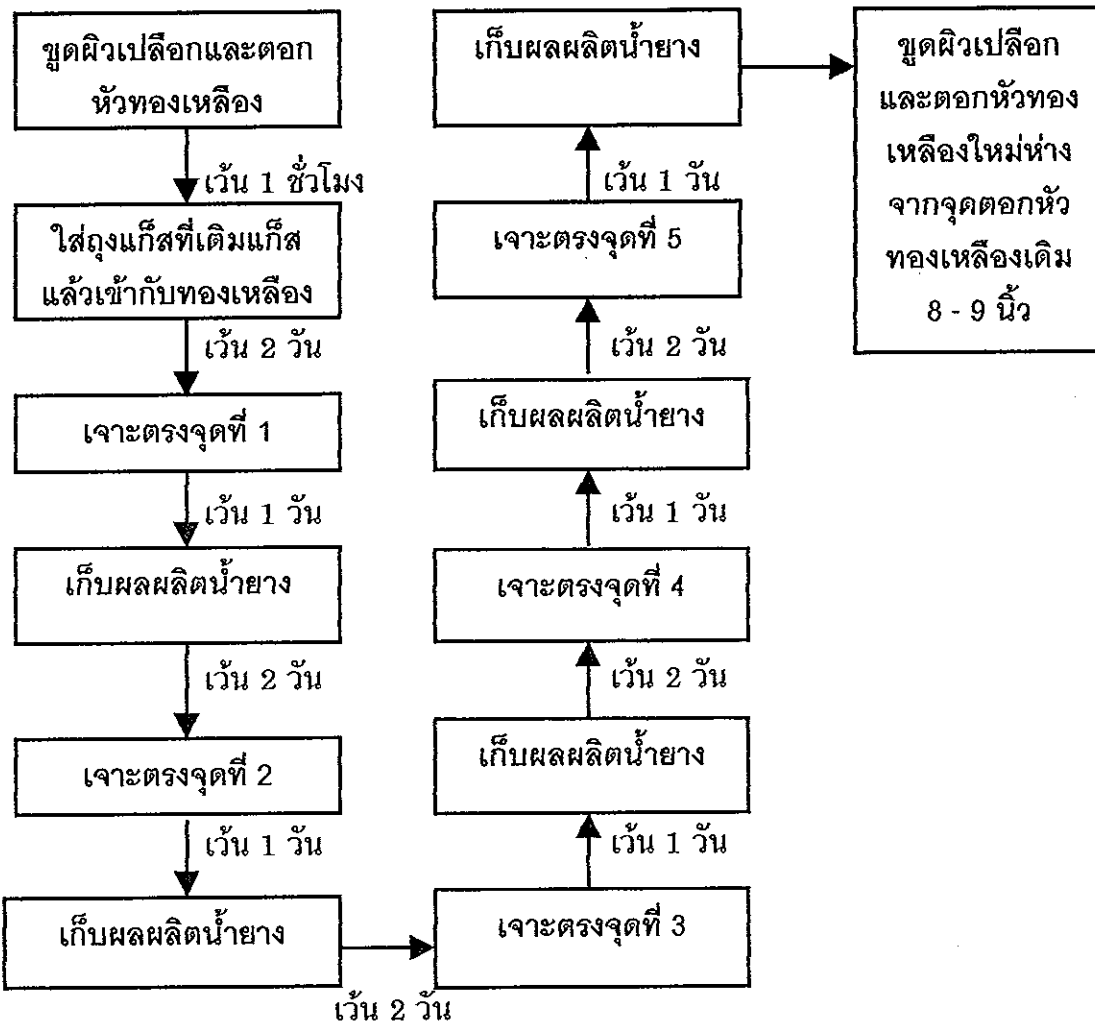 ขูดผิวเปลือกและตอก
หัวทองเหลือง
เว้น 1 ชั่วโมง
ใส่ถุงแก็สที่เติมแก็ส
แล้วเข้ากับทองเหลือง
เว้น 2 วัน
เจาะตรงจุดที่ 1
เว้น 1 วัน
เก็บผลผลิตน้ำยาง
เว้น 2 วัน
เจาะตรงจุดที่ 2
เว้น 1 วัน
เก็บผลผลิตน้ำยาง
เว้น 2 วัน
เจาะตรงจุดที่ 3
เว้น 1 วัน
เก็บผลผลิตน้ำยาง
เว้น 2 วัน
เจาะตรงจุดที่ 4
เว้น 1 วัน
เก็บผลผลิตน้ำยาง
เว้น 2 วัน
เจาะตรงจุดที่ 5
เว้น 1 วัน
เก็บผลผลิตน้ำยาง
ขูดผิวเปลือก
และตอกหัวทอง
เหลืองใหม่ห่าง
จากจุดตอกหัว
ทองเหลืองเดิม
8 - 9 นิ้ว